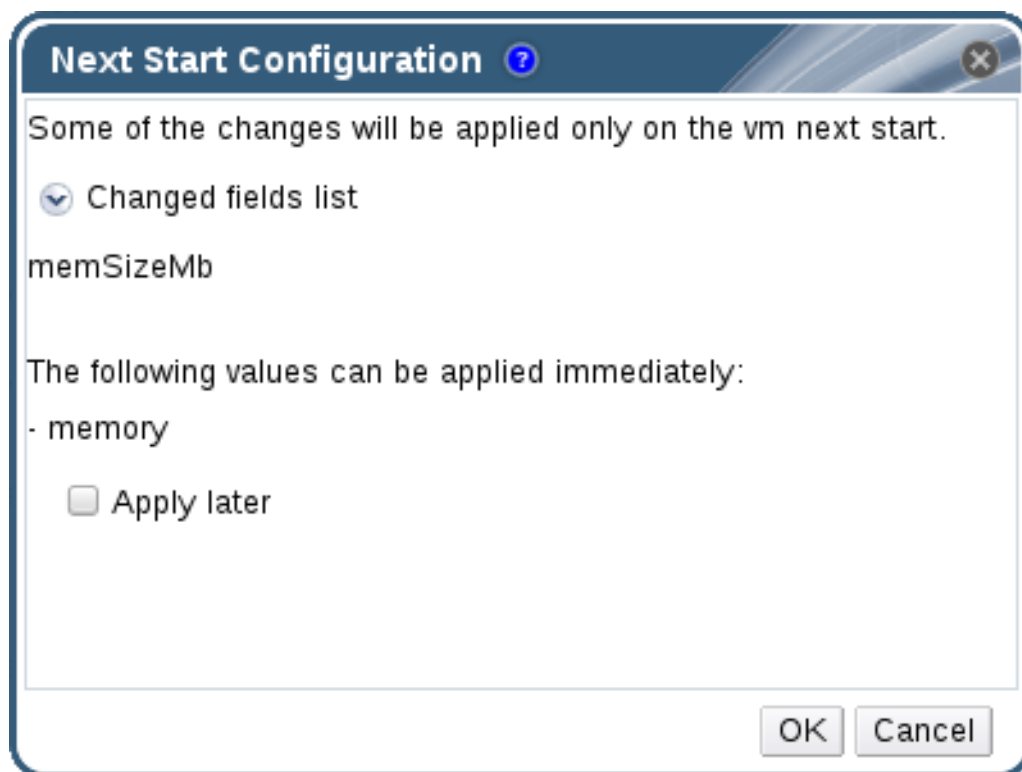 Next Start Configuration ?
Some of the changes will be applied only on the vm next start.
Changed fields list
memSizeMb
The following values can be applied immediately:
- memory
Apply later
OK Cancel